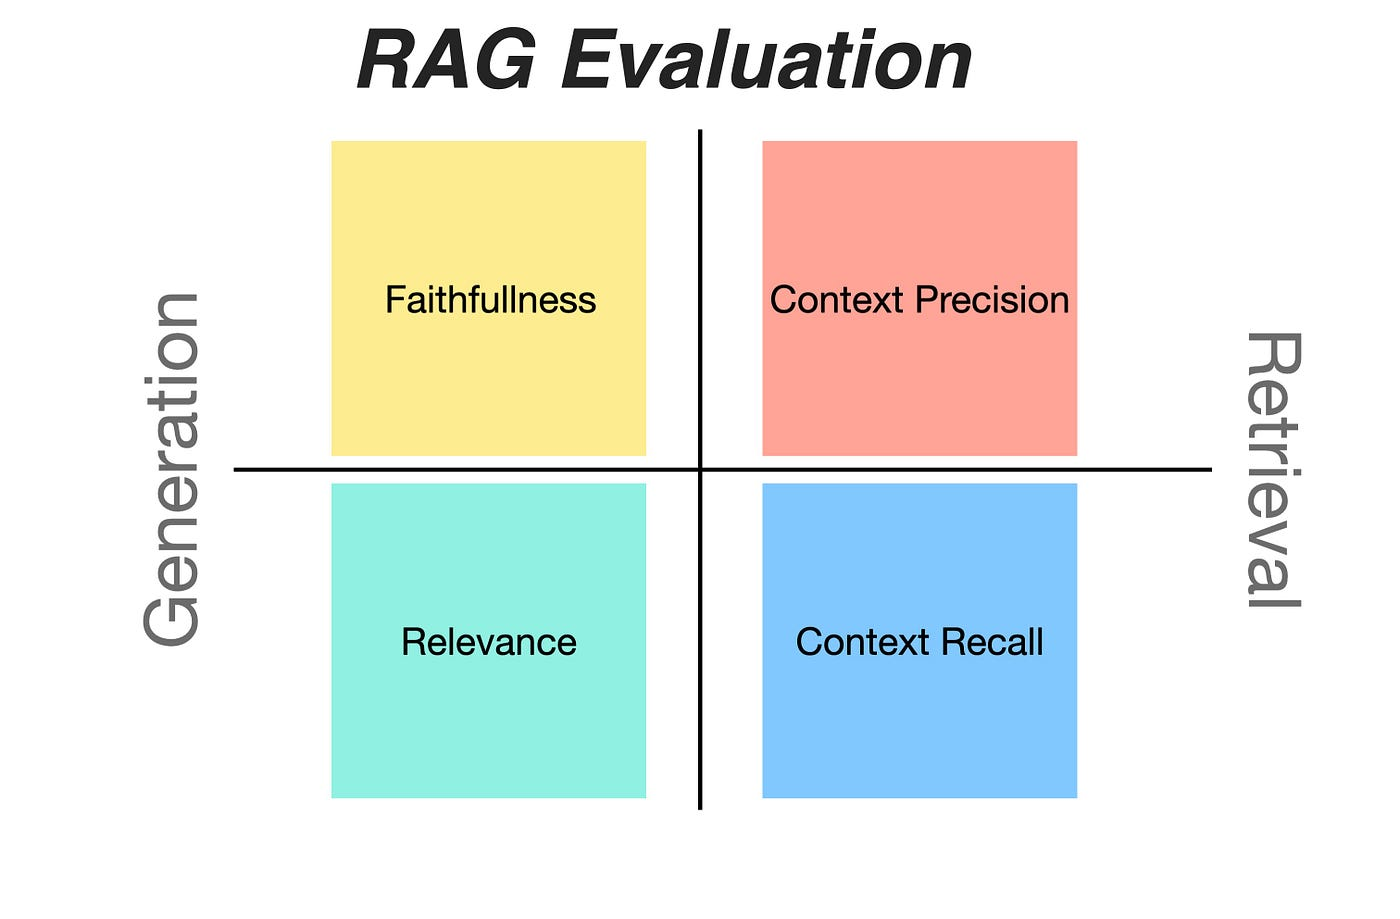 RAG Evaluation
Generation
Faithfullness
Context Precision
Relevance
Context Recall
Retrieval